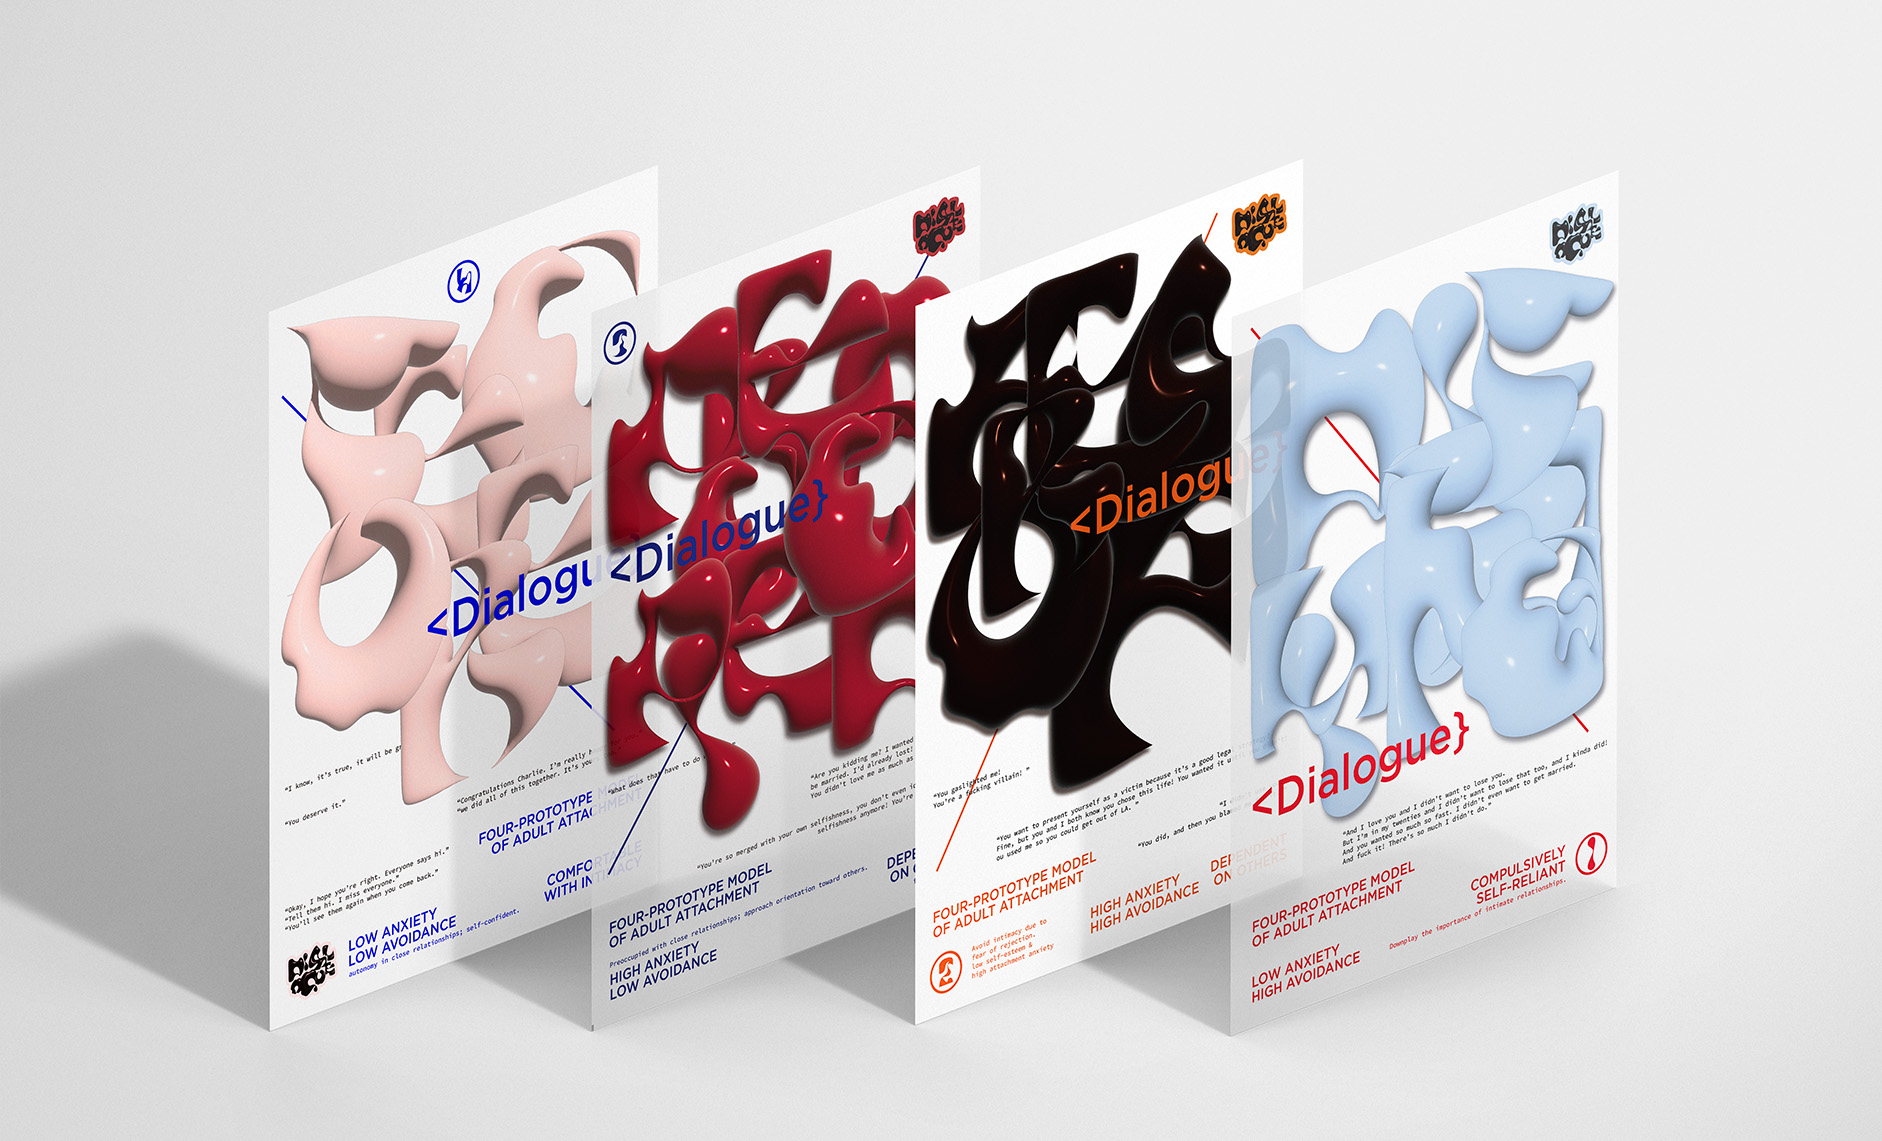 <Dialogue}
"I know, it's true, it will be
"You deserve it."
"Congratulations Charlie. I'm really
"we did all of this together. It's
FOUR-PROTOTYPE MODEL
OF ADULT ATTACHMENT
COMFORTABLE
WITH INTIMACY
"Okay, I hope you're right. Everyone says hi."
"Tell them hi. I miss everyone."
"You'll see them again when you come back."
LOW ANXIETY
LOW AVOIDANCE
autonomy in close relationships; self-confident.
<Dialogue}
"What does that have to do
"Are you kidding me? I wanted
be married. I'd already lost!
You didn't love me as much as
"You're so merged with your own selfishness, you don't even
selfishness anymore! You're
FOUR-PROTOTYPE MODEL
OF ADULT ATTACHMENT
Preoccupied with close relationships; approach orientation toward others.
HIGH ANXIETY
LOW AVOIDANCE
ON
<Dialogue}
"You gaslighted me!
You're a fucking villain! "
"You want to present yourself as a victim because it's a good legal
Fine, but you and I both know you chose this life! You wanted it
ou used me so you could get out of LA. "
"You did, and then you
FOUR-PROTOTYPE MODEL
OF ADULT ATTACHMENT
HIGH ANXIETY
HIGH AVOIDANCE
DEPENDENT
ON OTHERS
Avoid intimacy due to
fear of rejection.
low self-esteem &
high attachment anxiety
<Dialogue}
"And I love you and I didn't want to lose you.
But I'm in my twenties and I didn't want to lose that too, and I kinda did!
And you wanted so much so fast. I didn't even want to get married.
And fuck it! There's so much I didn't do."
FOUR-PROTOTYPE MODEL
OF ADULT ATTACHMENT
COMPULSIVELY
SELF-RELIANT
Downplay the importance of intimate relationships.
LOW ANXIETY
HIGH AVOIDANCE